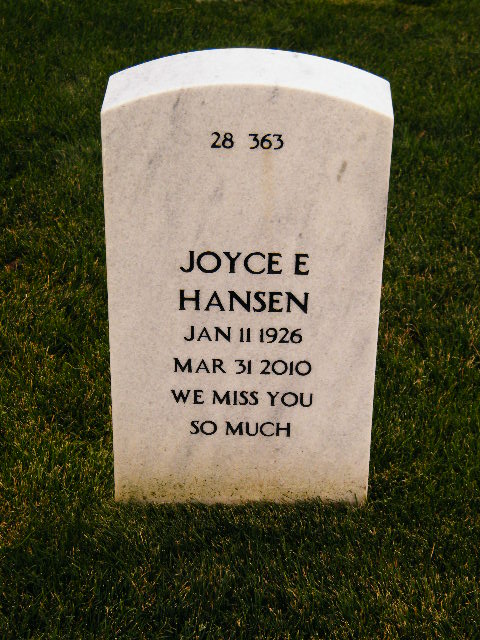 28 363
JOYCE E
HANSEN
JAN 11 1926
MAR 31 2010
WE MISS YOU
SO MUCH